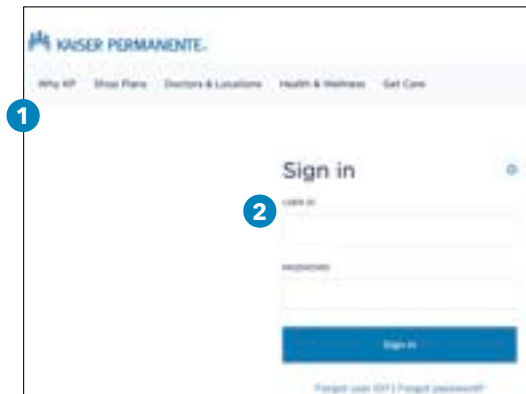 KAISER PERMANENTE®
Why KP Shop Plans Doctors & Locations Health & Wellness Get Care
1
Sign in
2
USER ID
PASSWORD
Sign in
Forgot user ID? | Forgot password?